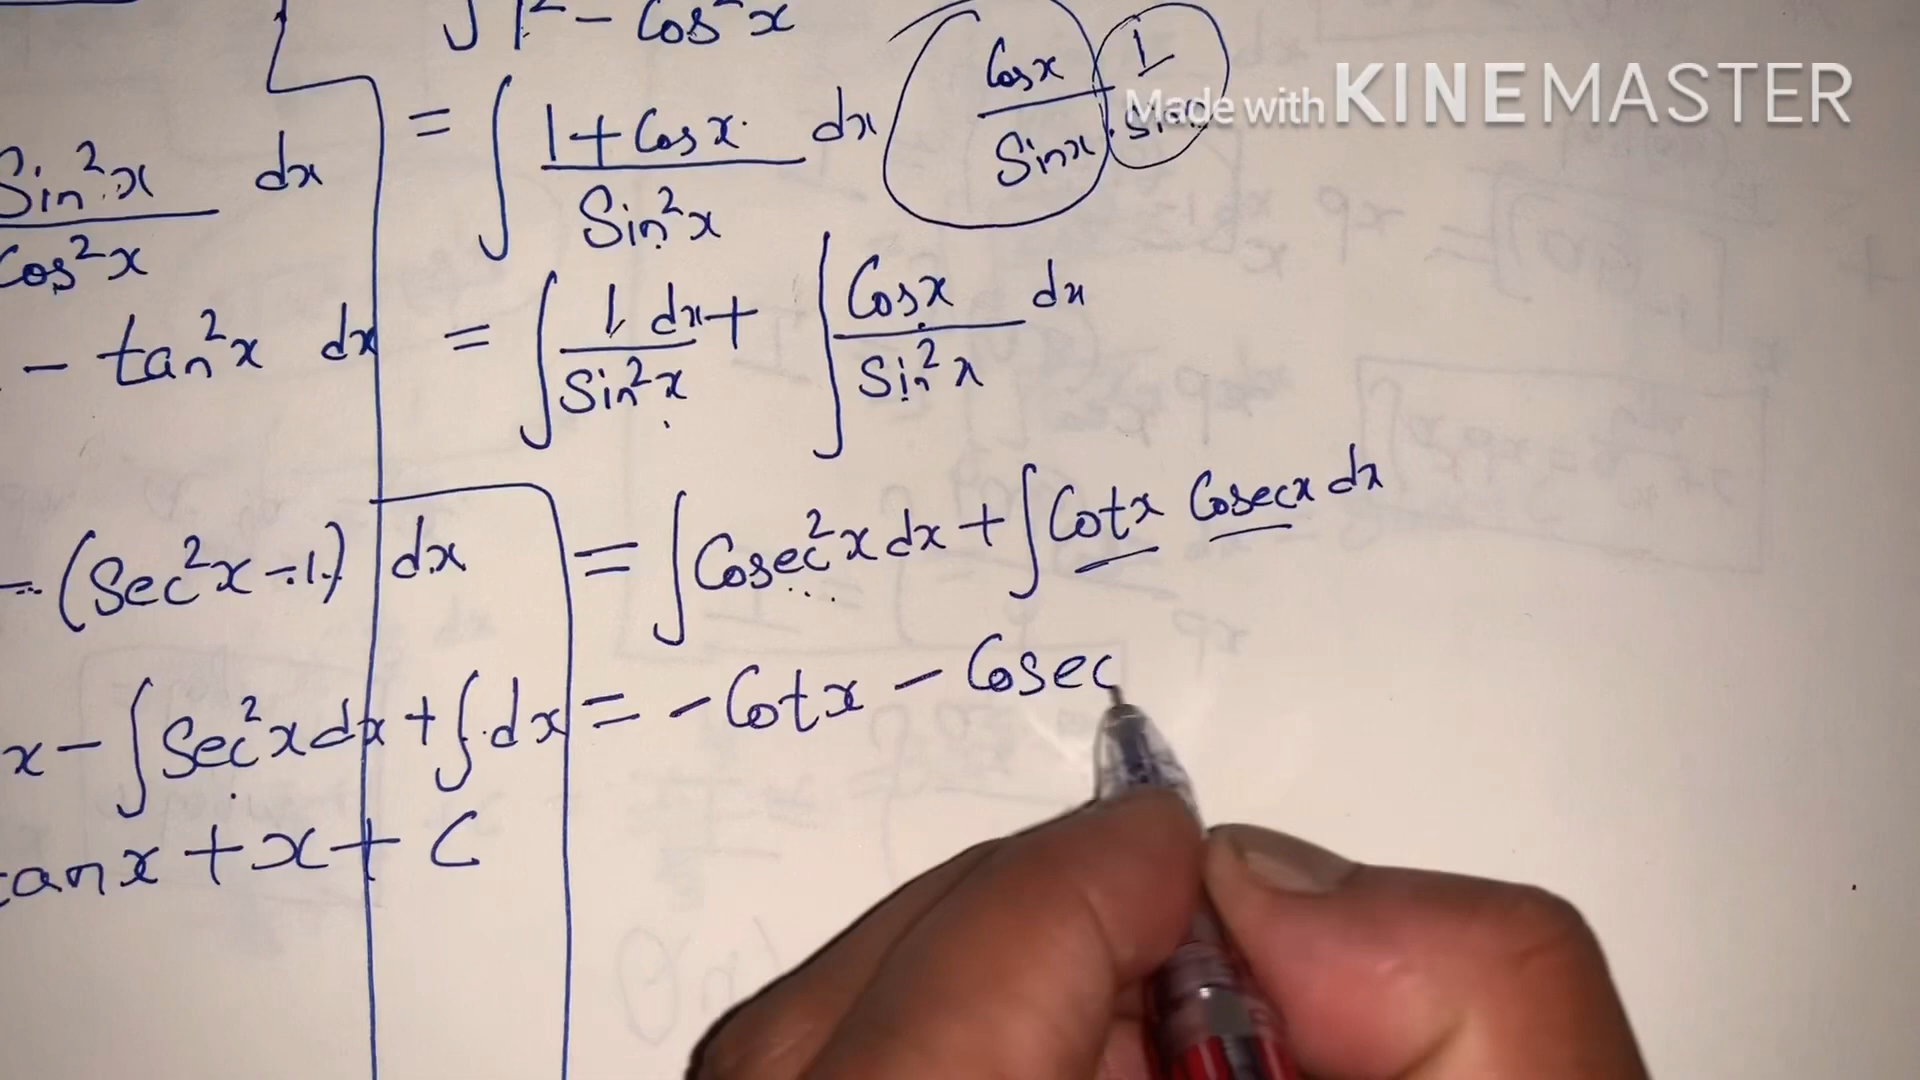 ∫ 1² - Cos²x
= ∫ 1 + Cosx / Sin²x dx
Cosx / Sinx . 1 / Sinx
Made with KINEMASTER
Sin²x / Cos²x dx
= ∫ 1 dx / Sin²x + ∫ Cosx / Sin²x dx
- tan²x dx
= ∫ Cosec²x dx + ∫ Cotx Cosecx dx
- (Sec²x - 1) dx
= - Cotx - Cosec
x - ∫ Sec²x dx + ∫ dx
tanx + x + C